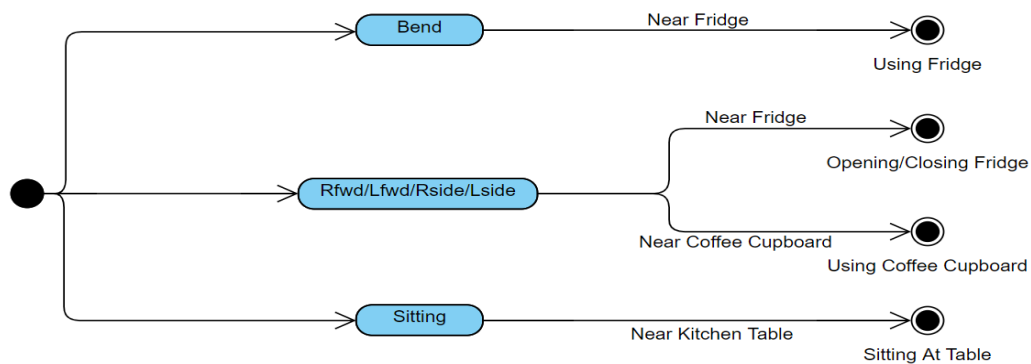 Near Fridge
Bend
Using Fridge
Near Fridge
Opening/Closing Fridge
Rfwd/Lfwd/Rside/Lside
Near Coffee Cupboard
Using Coffee Cupboard
Sitting
Near Kitchen Table
Sitting At Table